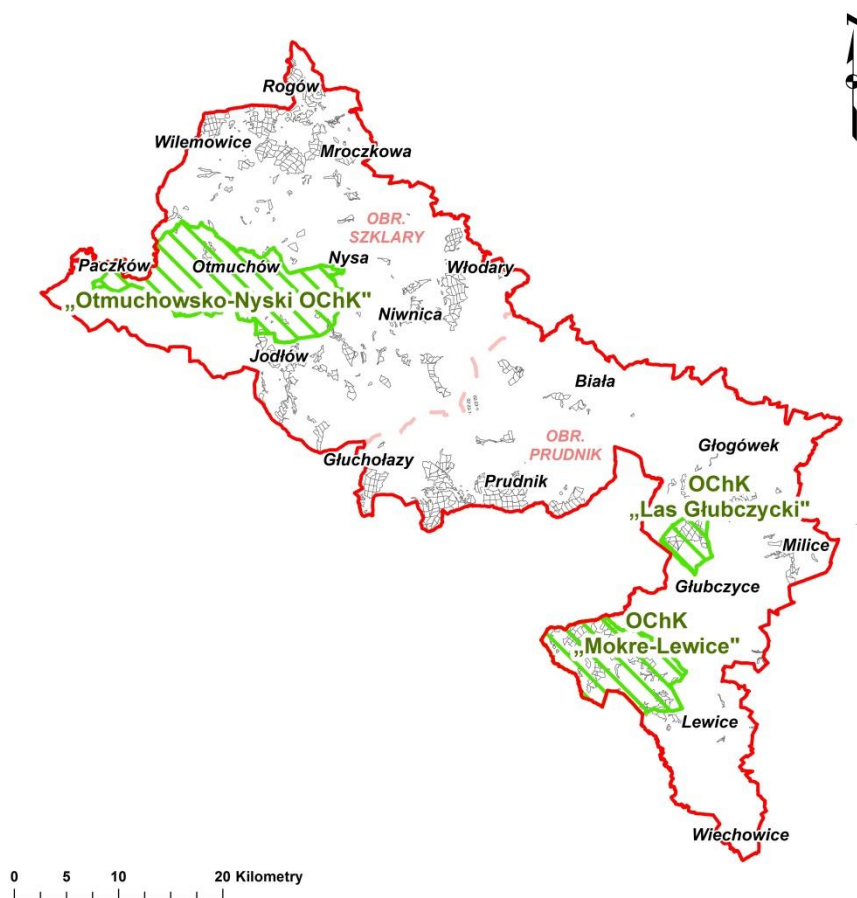 Rogów
Wilemowice
Mroczkowa
OBR.
SZKLARY
Paczków
Otmuchów
Nysa
Włodary
„Otmuchowsko-Nyski OChK"
Niwnica
Jodłów
Biała
Głuchołazy
OBR.
PRUDNIK
Prudnik
Głogówek
OChK
„Las Głubczycki"
Milice
Głubczyce
OChK
„Mokre-Lewice"
Lewice
Wiechowice
0 5 10 20 Kilometry